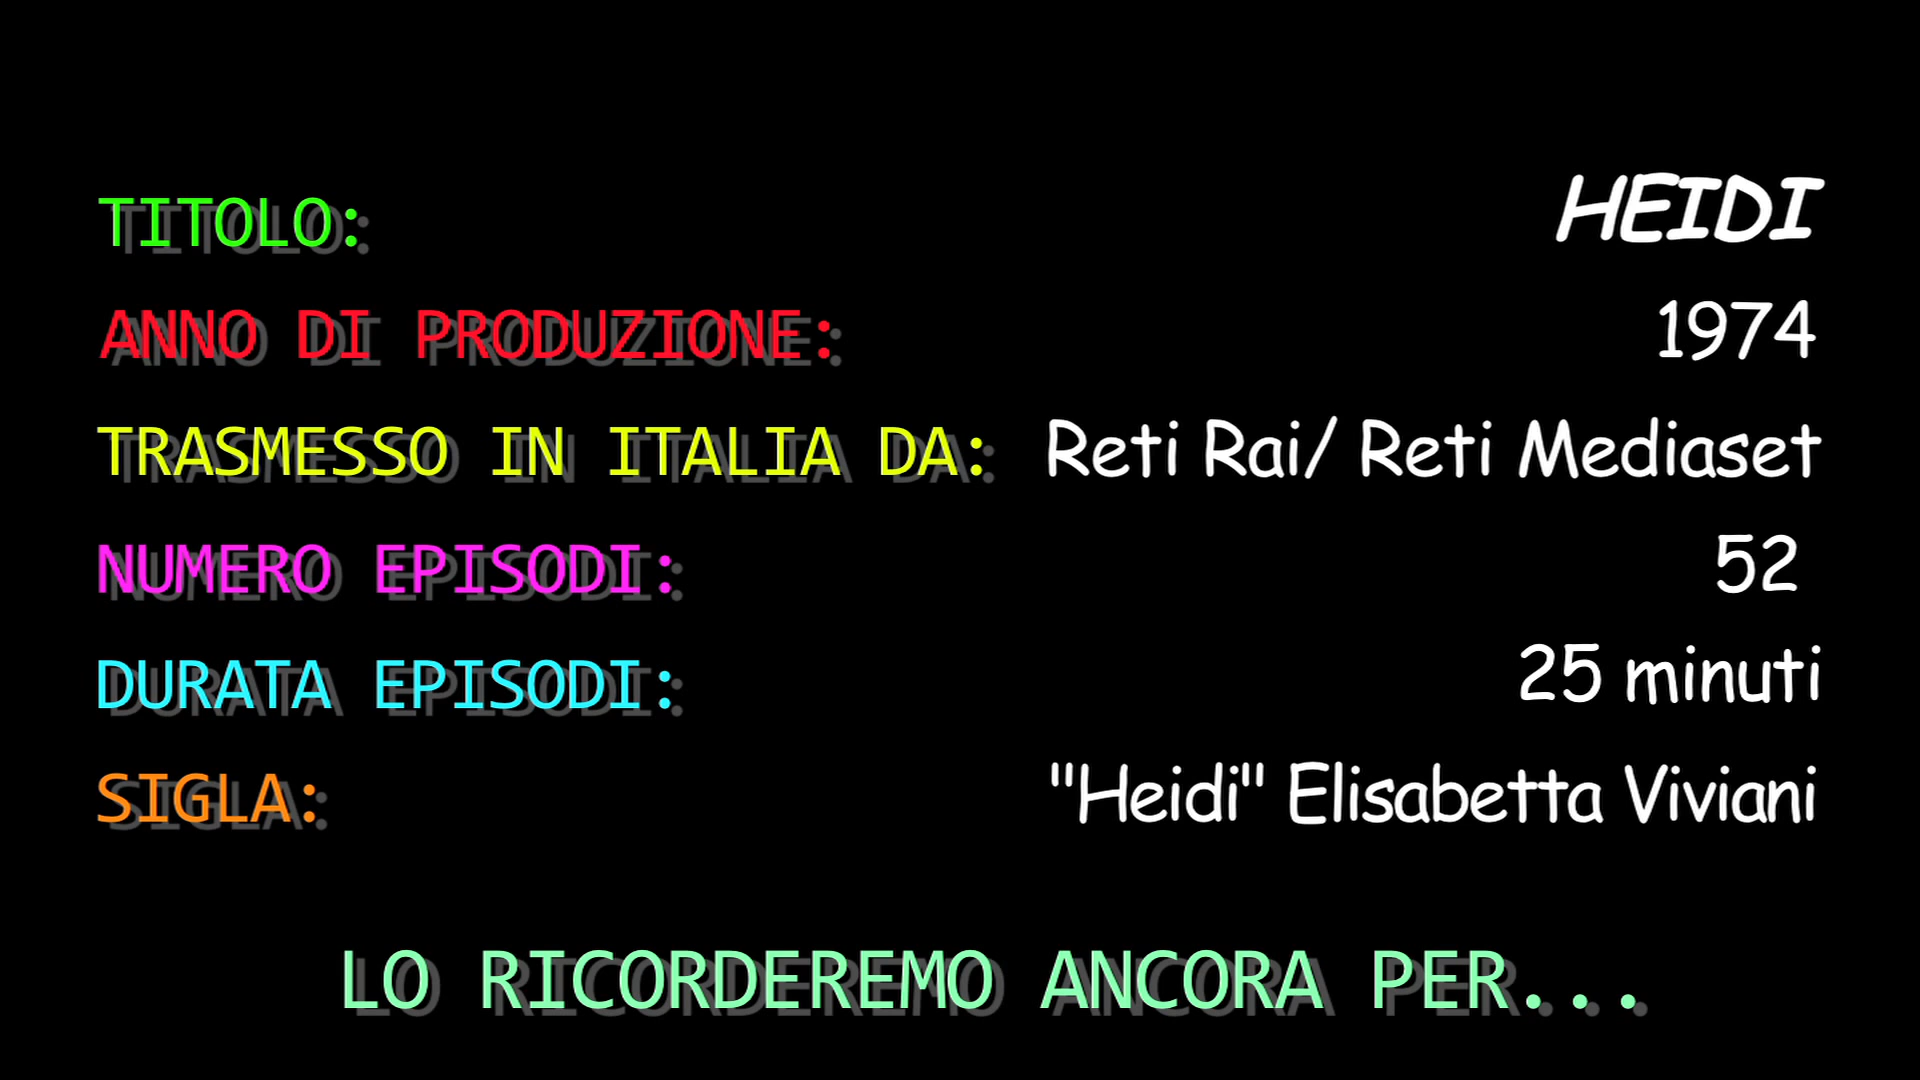 TITOLO: HEIDI
ANNO DI PRODUZIONE: 1974
TRASMESSO IN ITALIA DA: Reti Rai/ Reti Mediaset
NUMERO EPISODI: 52
DURATA EPISODI: 25 minuti
SIGLA: "Heidi" Elisabetta Viviani
LO RICORDEREMO ANCORA PER...